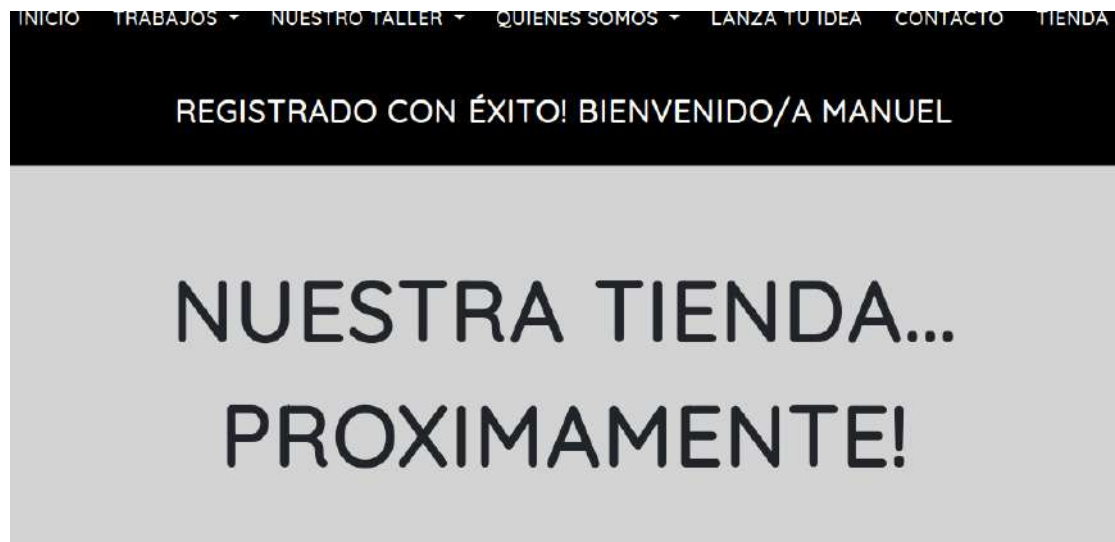 INICIO TRABAJOS NUESTRO TALLER QUIENES SOMOS LANZA TU IDEA CONTACTO TIENDA
REGISTRADO CON ÉXITO! BIENVENIDO/A MANUEL
NUESTRA TIENDA...
PROXIMAMENTE!